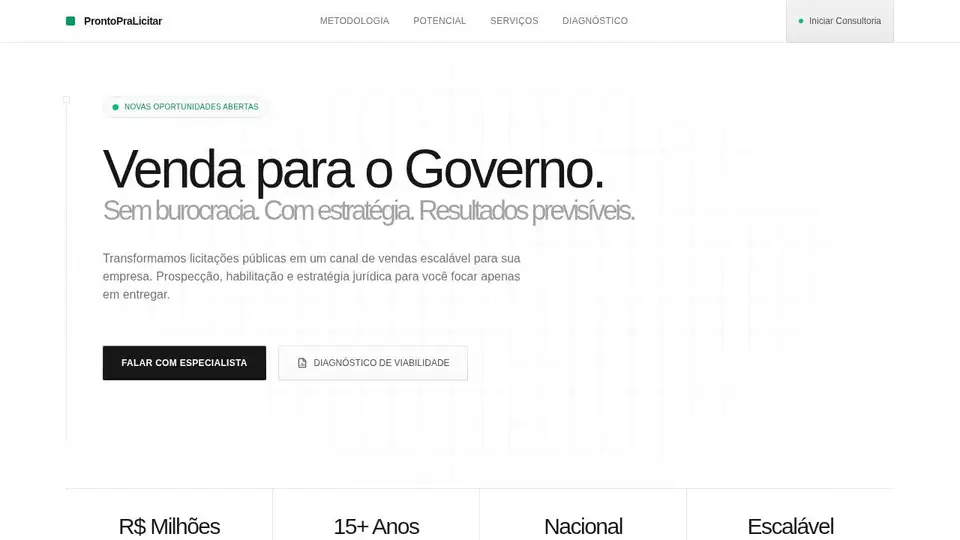 ProntoPraLicitar
METODOLOGIA
POTENCIAL
SERVIÇOS
DIAGNÓSTICO
Iniciar Consultoria
NOVAS OPORTUNIDADES ABERTAS
Venda para o Governo.
Sem burocracia. Com estratégia. Resultados previsíveis.
Transformamos licitações públicas em um canal de vendas escalável para sua
empresa. Prospecção, habilitação e estratégia jurídica para você focar apenas
em entregar.
FALAR COM ESPECIALISTA
DIAGNÓSTICO DE VIABILIDADE
R$ Milhões
15+ Anos
Nacional
Escalável